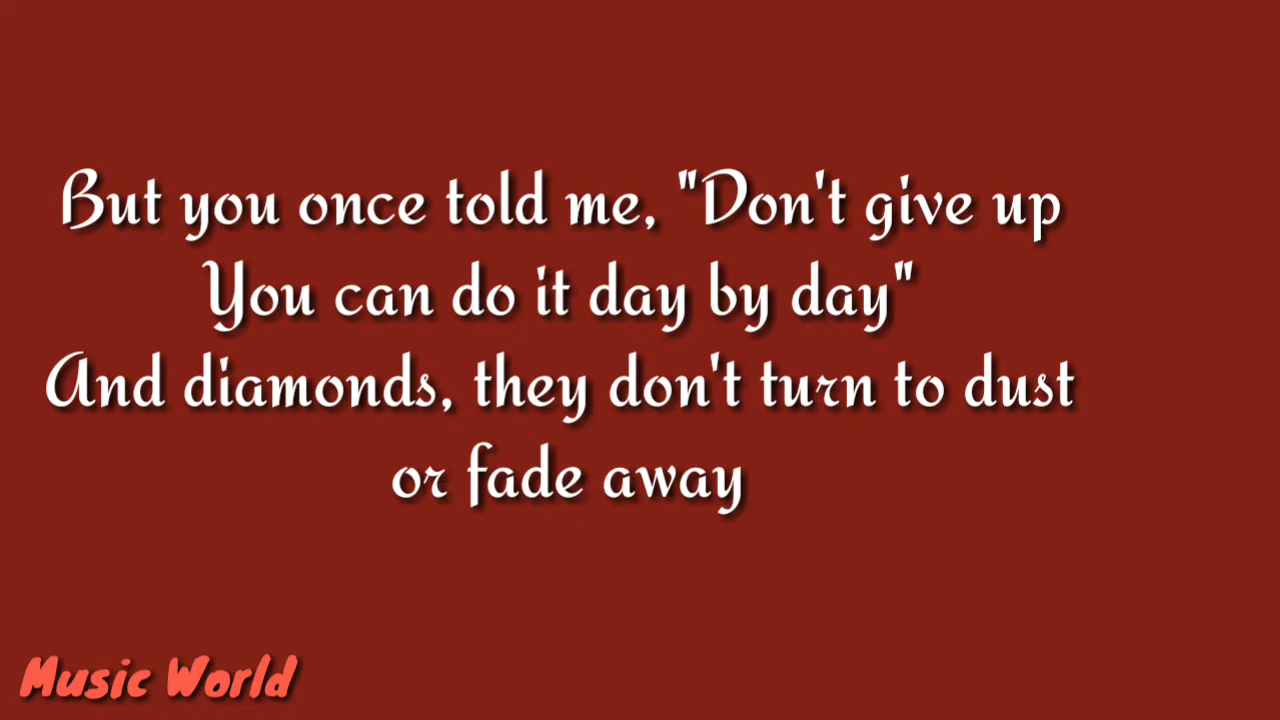 But you once told me, "Don't give up
You can do it day by day"
And diamonds, they don't turn to dust
or fade away
Music World